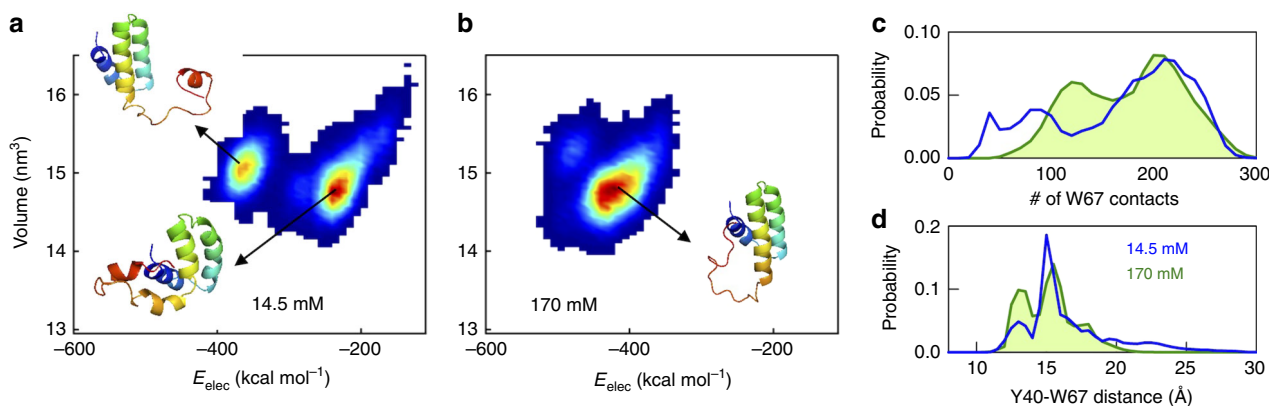 a
b
c
d
16
15
14
13
Volume (nm³)
–600
–400
–200
E elec (kcal mol⁻¹)
14.5 mM
16
15
14
13
–600
–400
–200
E elec (kcal mol⁻¹)
170 mM
0.10
0.05
0.00
Probability
0
100
200
300
# of W67 contacts
0.2
0.1
0.0
Probability
14.5 mM
170 mM
10
15
20
25
30
Y40-W67 distance (Å)